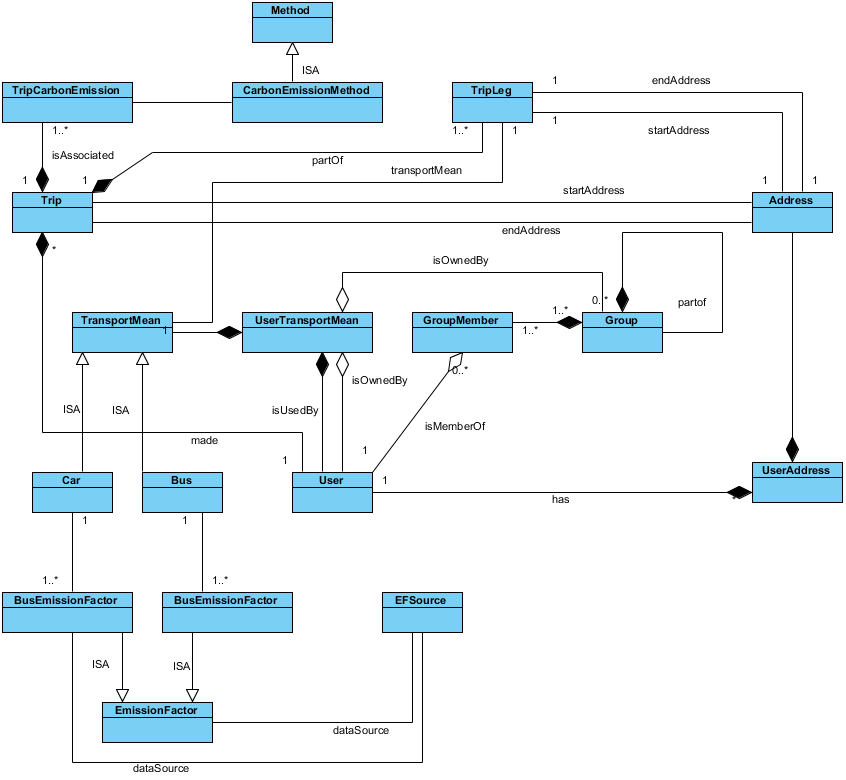 Method
ISA
TripCarbonEmission
CarbonEmissionMethod
TripLeg
1
endAddress
1
startAddress
1..*
1..*
1
isAssociated
partOf
transportMean
1
1
1
1
Trip
startAddress
Address
*
endAddress
isOwnedBy
0..*
partof
1..*
TransportMean
UserTransportMean
GroupMember
Group
1
1..*
0..*
isOwnedBy
ISA
ISA
isUsedBy
isMemberOf
made
1
1
Car
Bus
User
1
UserAddress
has
*
1
1
1..*
1..*
BusEmissionFactor
BusEmissionFactor
EFSource
ISA
ISA
EmissionFactor
dataSource
dataSource